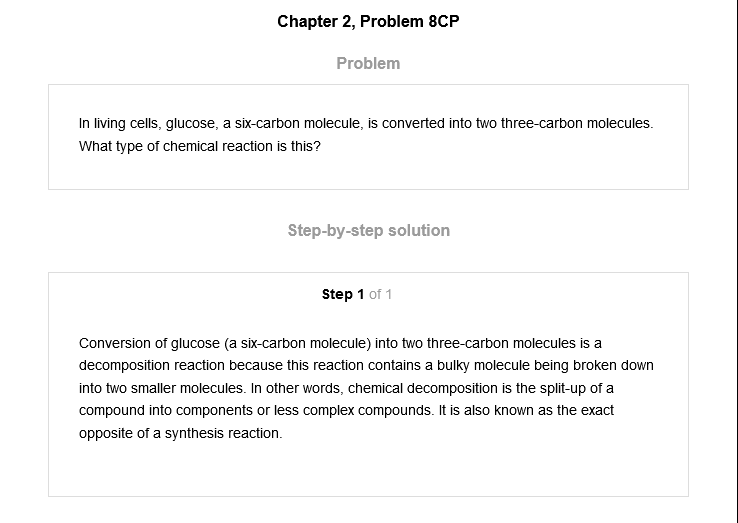 Chapter 2, Problem 8CP
Problem
In living cells, glucose, a six-carbon molecule, is converted into two three-carbon molecules.
What type of chemical reaction is this?
Step-by-step solution
Step 1 of 1
Conversion of glucose (a six-carbon molecule) into two three-carbon molecules is a
decomposition reaction because this reaction contains a bulky molecule being broken down
into two smaller molecules. In other words, chemical decomposition is the split-up of a
compound into components or less complex compounds. It is also known as the exact
opposite of a synthesis reaction.